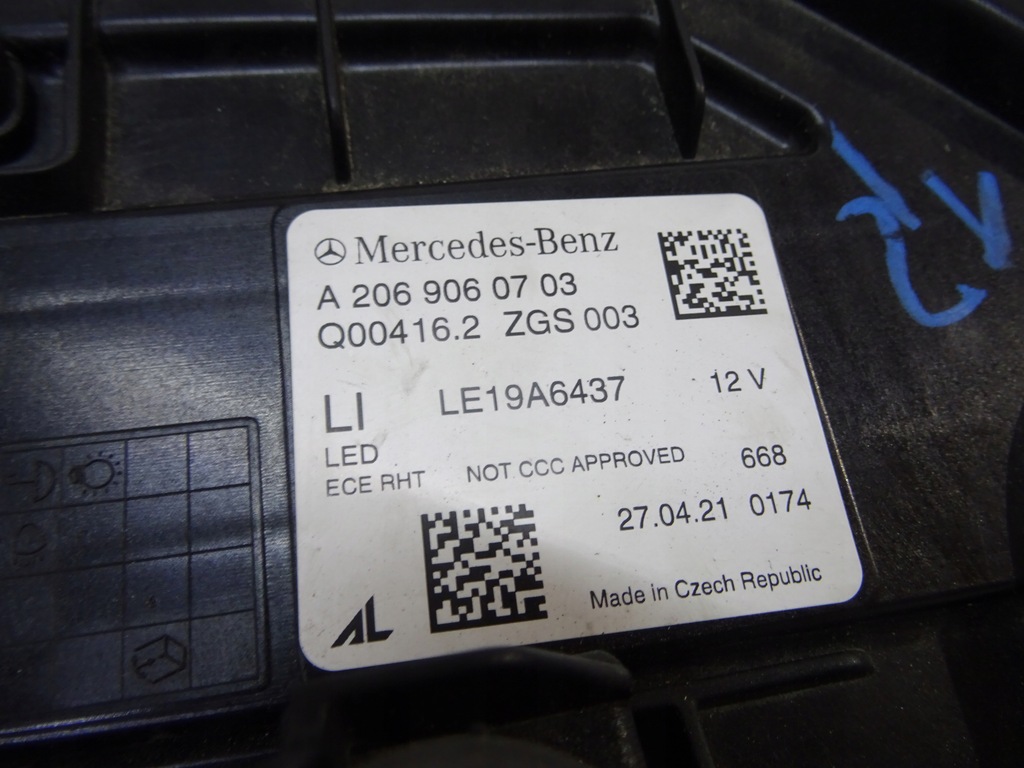 Mercedes-Benz
A 206 906 07 03
Q00416.2 ZGS 003
LI LE19A6437 12 V
LED
ECE RHT NOT CCC APPROVED 668
27.04.21 0174
AL Made in Czech Republic